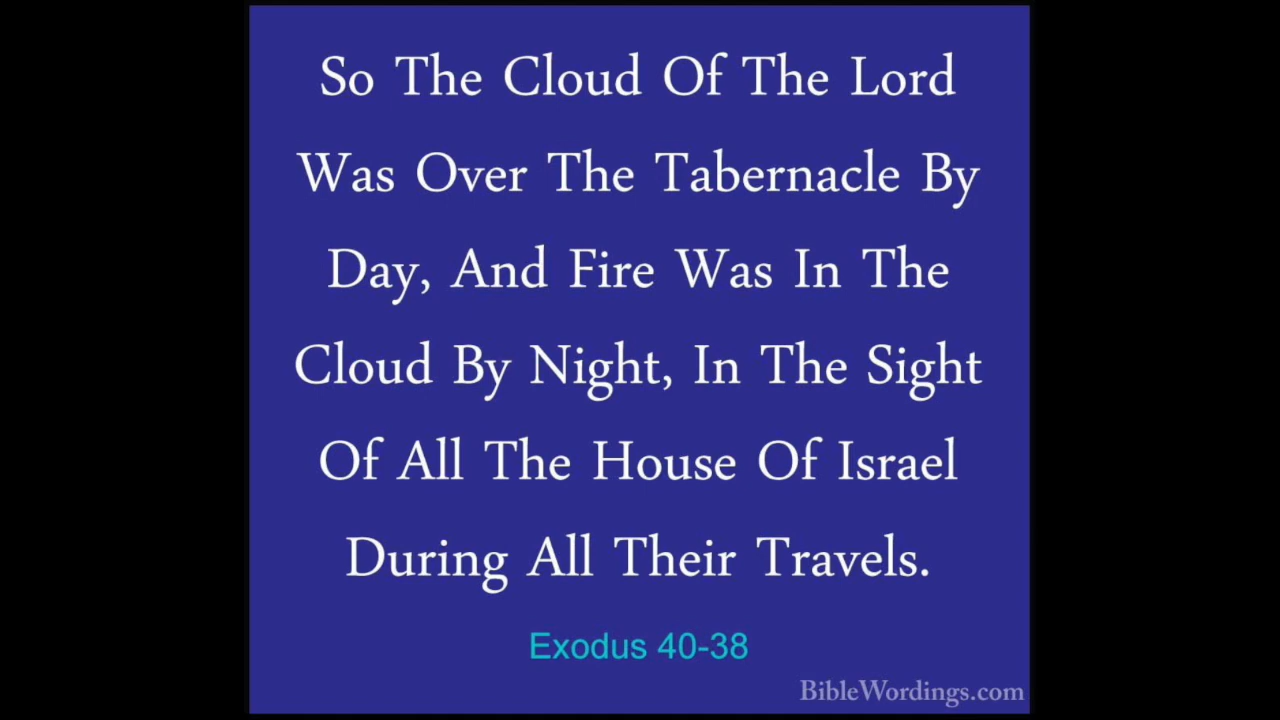 So The Cloud Of The Lord
Was Over The Tabernacle By
Day, And Fire Was In The
Cloud By Night, In The Sight
Of All The House Of Israel
During All Their Travels.
Exodus 40-38
BibleWordings.com